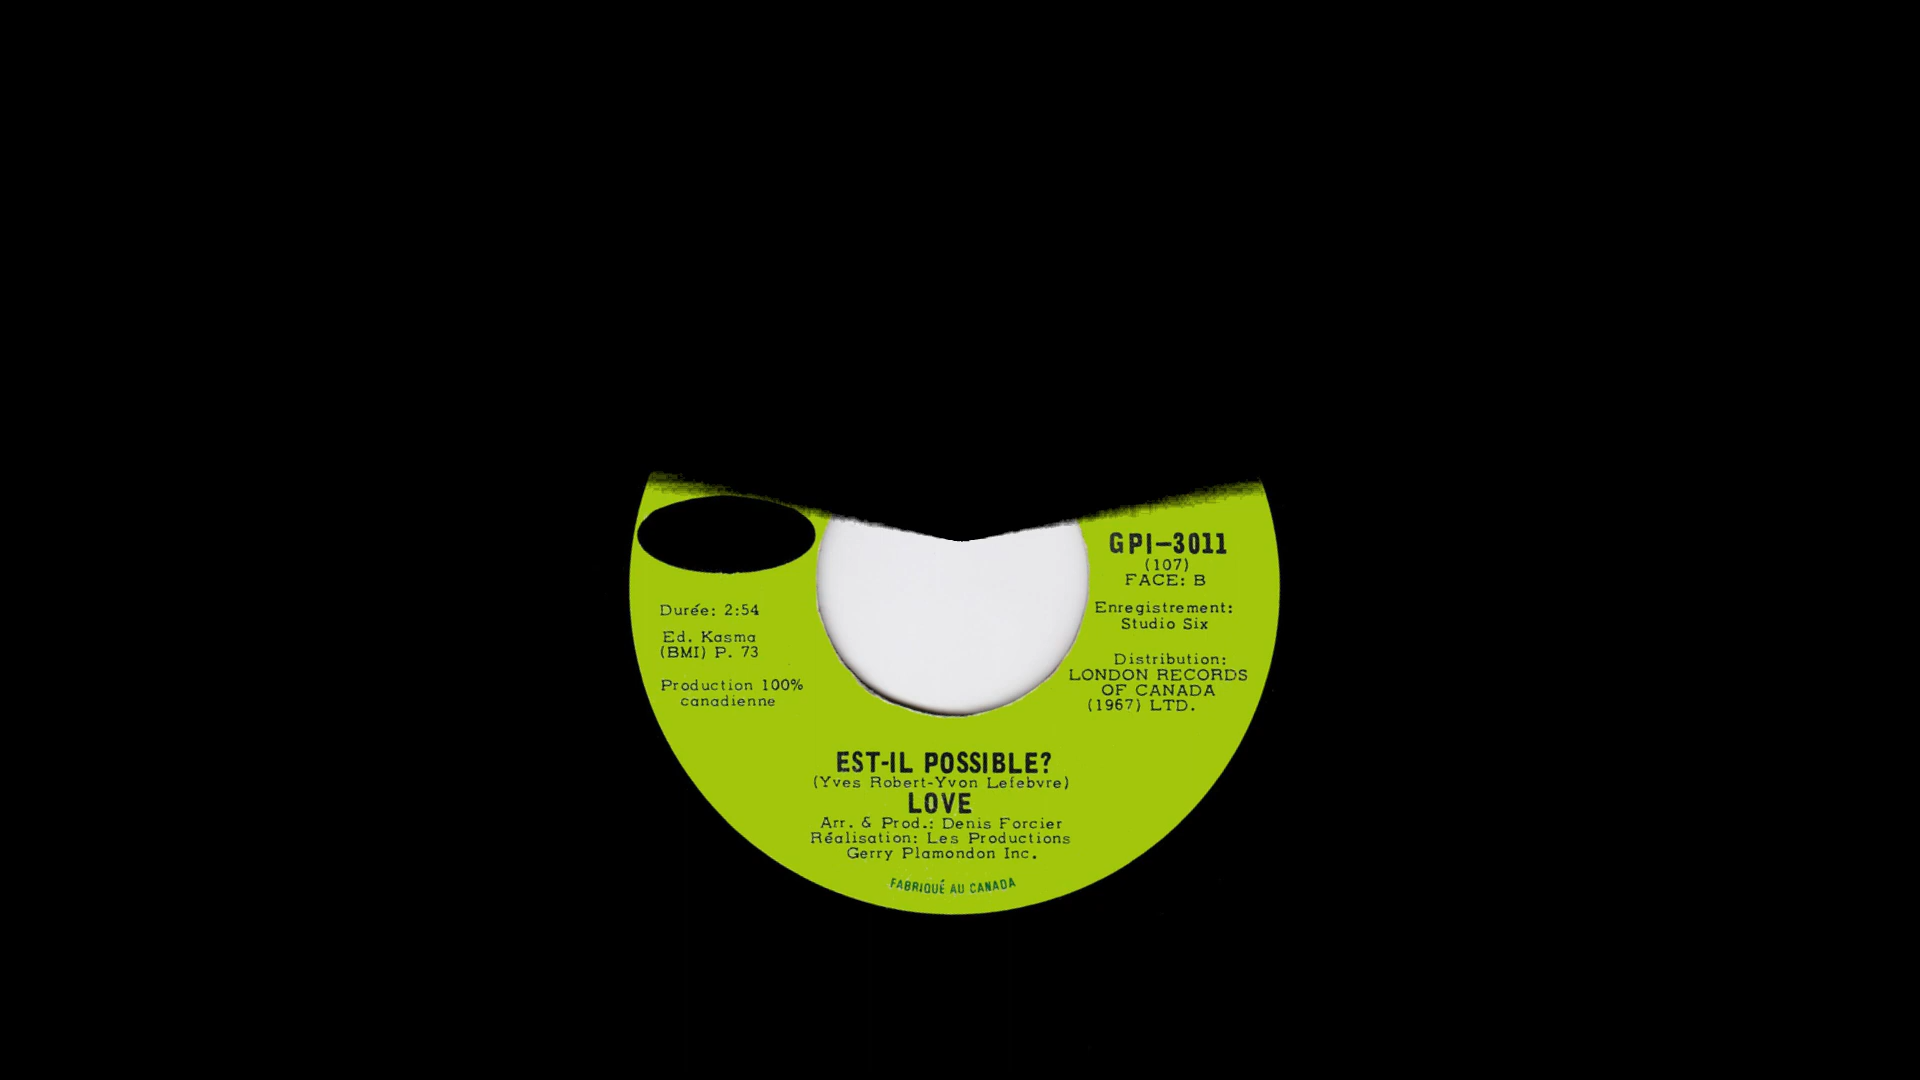 Durée: 2:54
Ed. Kasma
(BMI) P. 73
Production 100%
canadienne
GPI-3011
(107)
FACE: B
Enregistrement:
Studio Six
Distribution:
LONDON RECORDS
OF CANADA
(1967) LTD.
EST-IL POSSIBLE?
(Yves Robert-Yvon Lefebvre)
LOVE
Arr. & Prod.: Denis Forcier
Réalisation: Les Productions
Gerry Plamondon Inc.
FABRIQUÉ AU CANADA